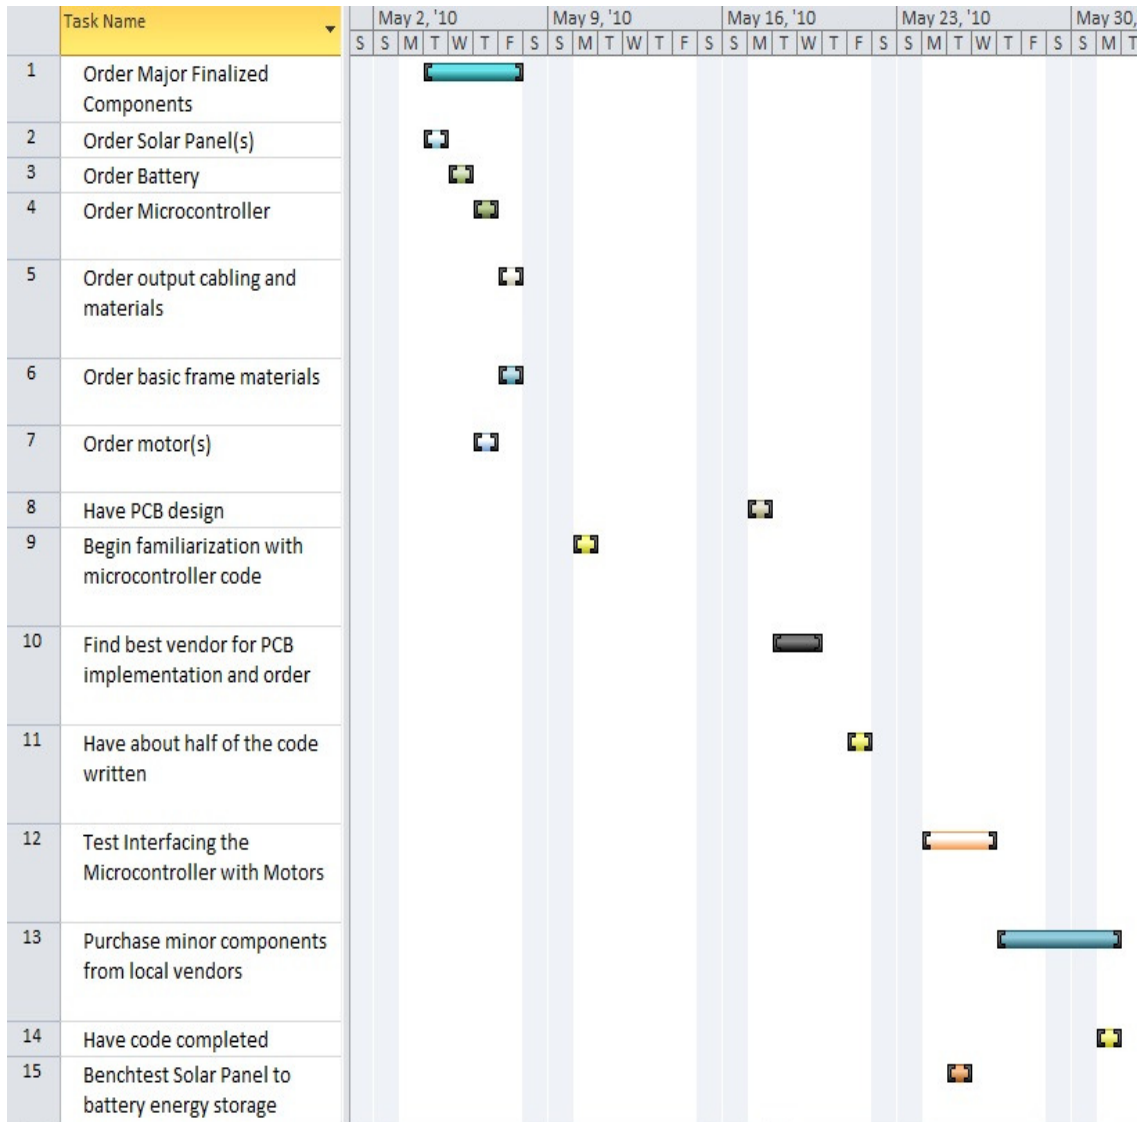 Task Name
May 2, '10 May 9, '10 May 16, '10 May 23, '10 May 30,
S S M T W T F S S M T W T F S S M T W T F S S M T W T F S S M T
1 Order Major Finalized
Components
2 Order Solar Panel(s)
3 Order Battery
4 Order Microcontroller
5 Order output cabling and
materials
6 Order basic frame materials
7 Order motor(s)
8 Have PCB design
9 Begin familiarization with
microcontroller code
10 Find best vendor for PCB
implementation and order
11 Have about half of the code
written
12 Test Interfacing the
Microcontroller with Motors
13 Purchase minor components
from local vendors
14 Have code completed
15 Benchtest Solar Panel to
battery energy storage